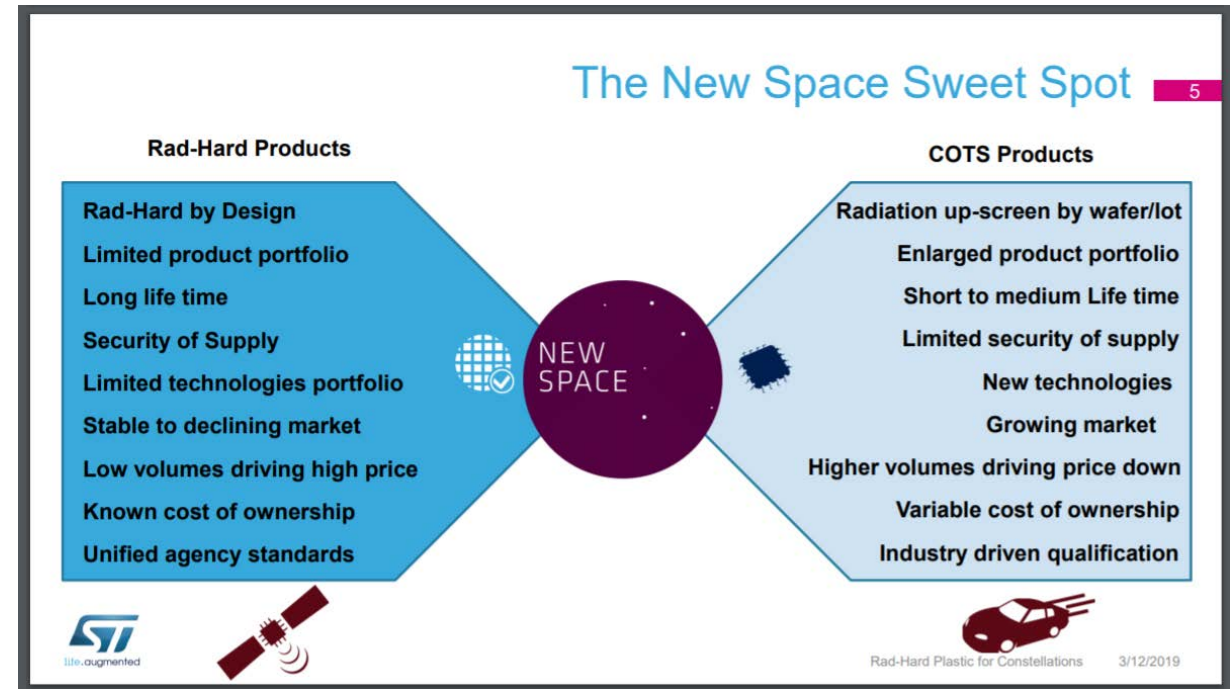 The New Space Sweet Spot
5
Rad-Hard Products
Rad-Hard by Design
Limited product portfolio
Long life time
Security of Supply
Limited technologies portfolio
Stable to declining market
Low volumes driving high price
Known cost of ownership
Unified agency standards
NEW
SPACE
COTS Products
Radiation up-screen by wafer/lot
Enlarged product portfolio
Short to medium Life time
Limited security of supply
New technologies
Growing market
Higher volumes driving price down
Variable cost of ownership
Industry driven qualification
ST
life.augmented
Rad-Hard Plastic for Constellations
3/12/2019